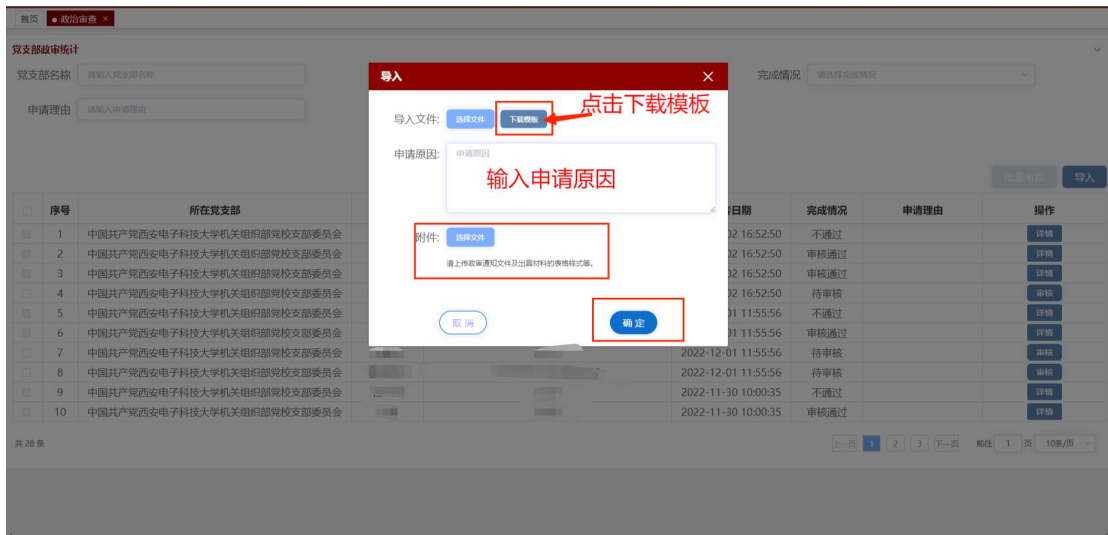 首页 ● 政治审查 ×
党支部政审统计
党支部名称 请输入党支部名称 完成情况 请选择完成情况
申请理由 请输入申请理由
导入 ×
导入文件: 选择文件 下载模板
点击下载模板
申请原因: 申请原因
输入申请原因
附件: 选择文件
请上传政审通知文件及出具材料的表格样式等。
取 消 确 定
批量审批 导入
序号 所在党支部 日期 完成情况 申请理由 操作
1 中国共产党西安电子科技大学机关组织部党校支部委员会 02 16:52:50 不通过 详情
2 中国共产党西安电子科技大学机关组织部党校支部委员会 02 16:52:50 审核通过 详情
3 中国共产党西安电子科技大学机关组织部党校支部委员会 02 16:52:50 审核通过 详情
4 中国共产党西安电子科技大学机关组织部党校支部委员会 02 16:52:50 待审核 审核
5 中国共产党西安电子科技大学机关组织部党校支部委员会 01 11:55:56 不通过 详情
6 中国共产党西安电子科技大学机关组织部党校支部委员会 01 11:55:56 审核通过 详情
7 中国共产党西安电子科技大学机关组织部党校支部委员会 2022-12-01 11:55:56 待审核 审核
8 中国共产党西安电子科技大学机关组织部党校支部委员会 2022-12-01 11:55:56 待审核 审核
9 中国共产党西安电子科技大学机关组织部党校支部委员会 2022-11-30 10:00:35 不通过 详情
10 中国共产党西安电子科技大学机关组织部党校支部委员会 2022-11-30 10:00:35 审核通过 详情
共 28 条 上一页 1 2 3 下一页 前往 1 页 10条/页